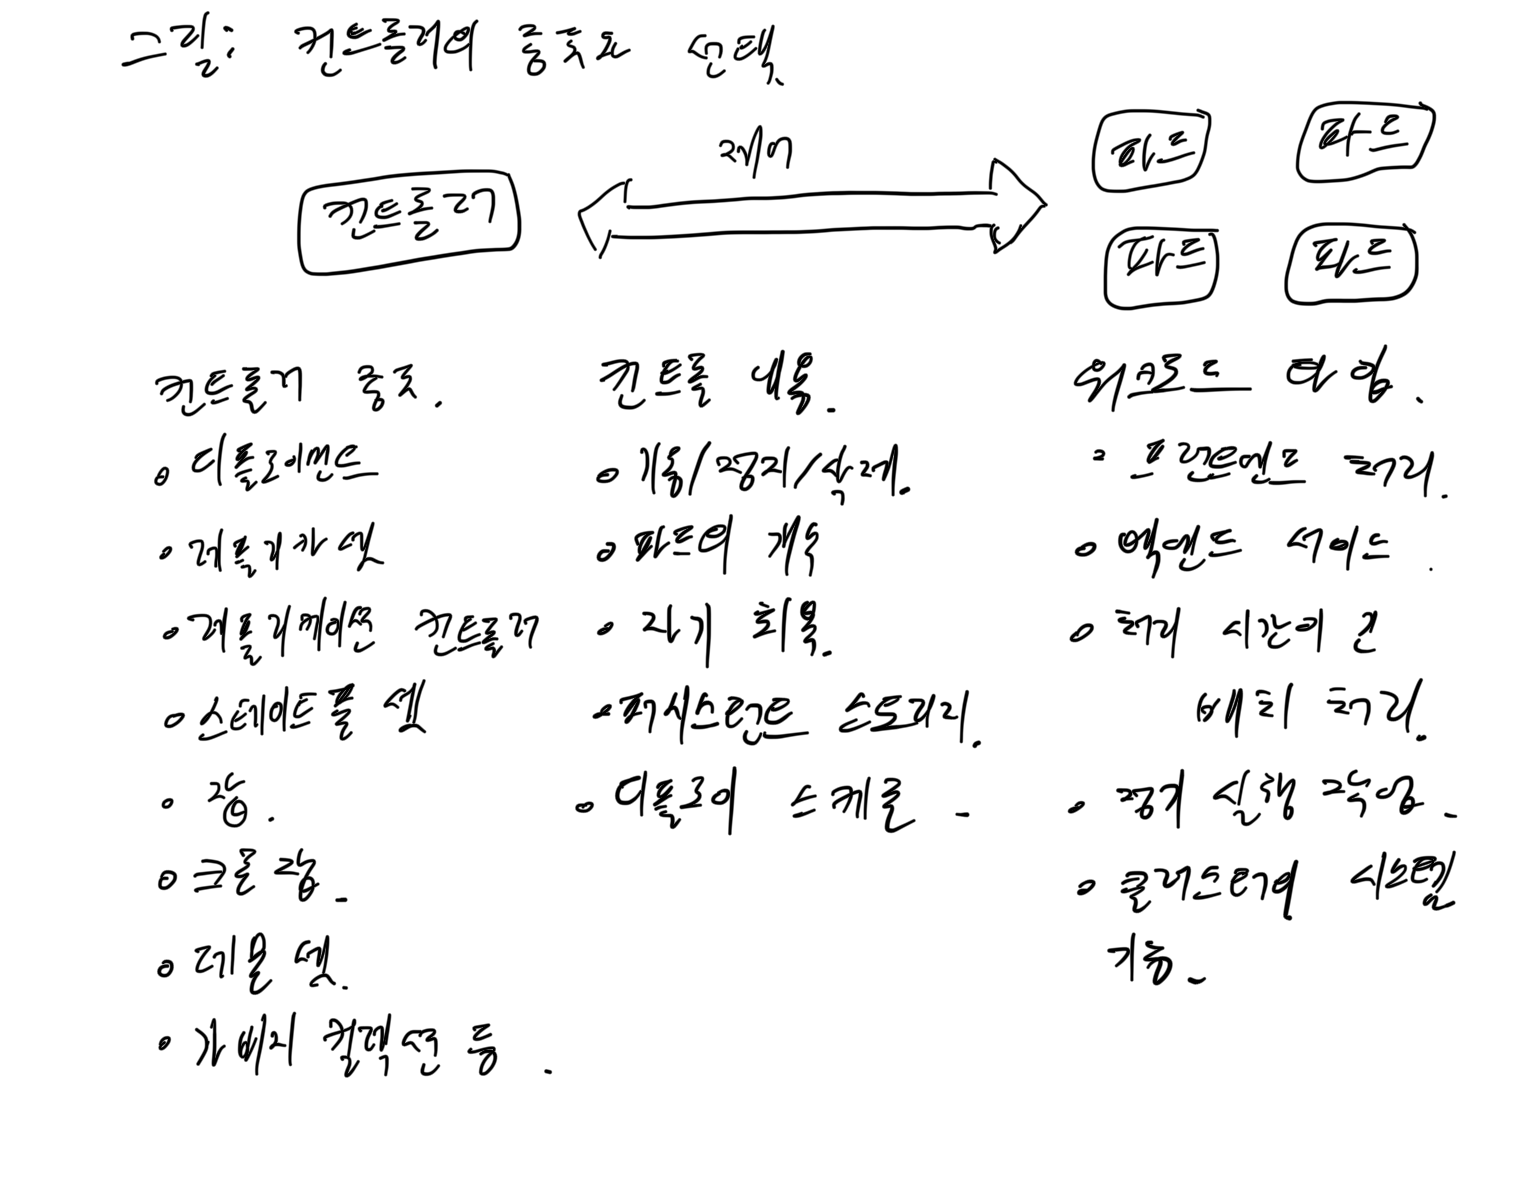 그림: 컨트롤러의 종류와 선택
제어
컨트롤러
파드
파드
파드
파드
컨트롤러 종류.
• 디플로이먼트
• 레플리카 셋
• 레플리케이션 컨트롤러
• 스테이트풀 셋
• 잡.
• 크론잡.
• 데몬 셋.
• 가비지 컬렉션 등.
컨트롤 내용.
• 기동/정지/삭제.
• 파드의 개수
• 자기 회복.
• 퍼시스턴트 스토리지.
• 디플로이 스케쥴.
워크로드 타입.
• 프런트엔드 처리.
• 백엔드 서이드.
• 처리 시간이 긴
배치 처리.
• 정기 실행 작업.
• 클러스터의 시스템
기능.